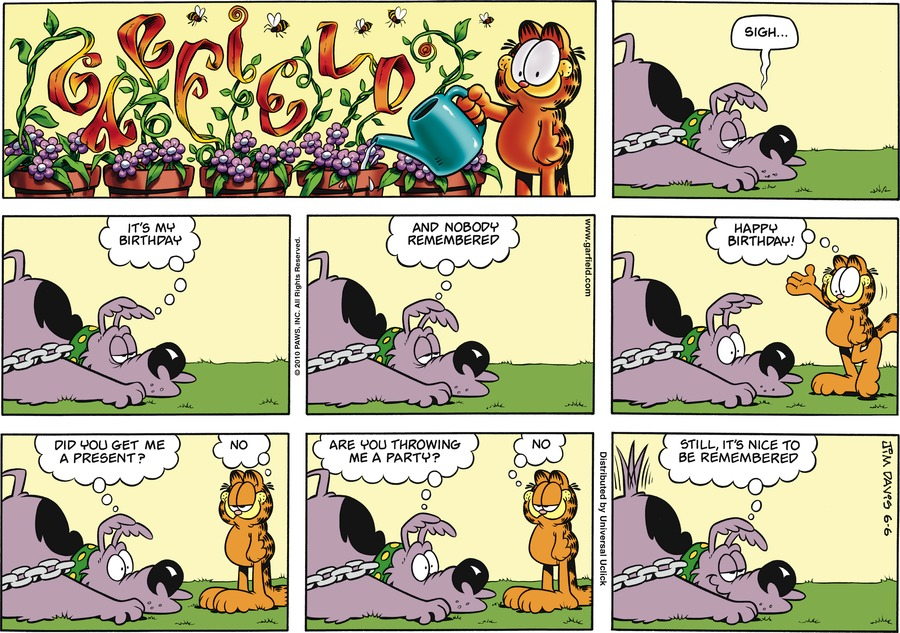 GARFIELD
SIGH...
IT'S MY
BIRTHDAY
© 2010 PAWS, INC. All Rights Reserved.
AND NOBODY
REMEMBERED
www.garfield.com
HAPPY
BIRTHDAY!
DID YOU GET ME
A PRESENT?
NO
ARE YOU THROWING
ME A PARTY?
NO
Distributed by Universal Uclick
STILL, IT'S NICE TO
BE REMEMBERED
JIM DAVIS 6-6